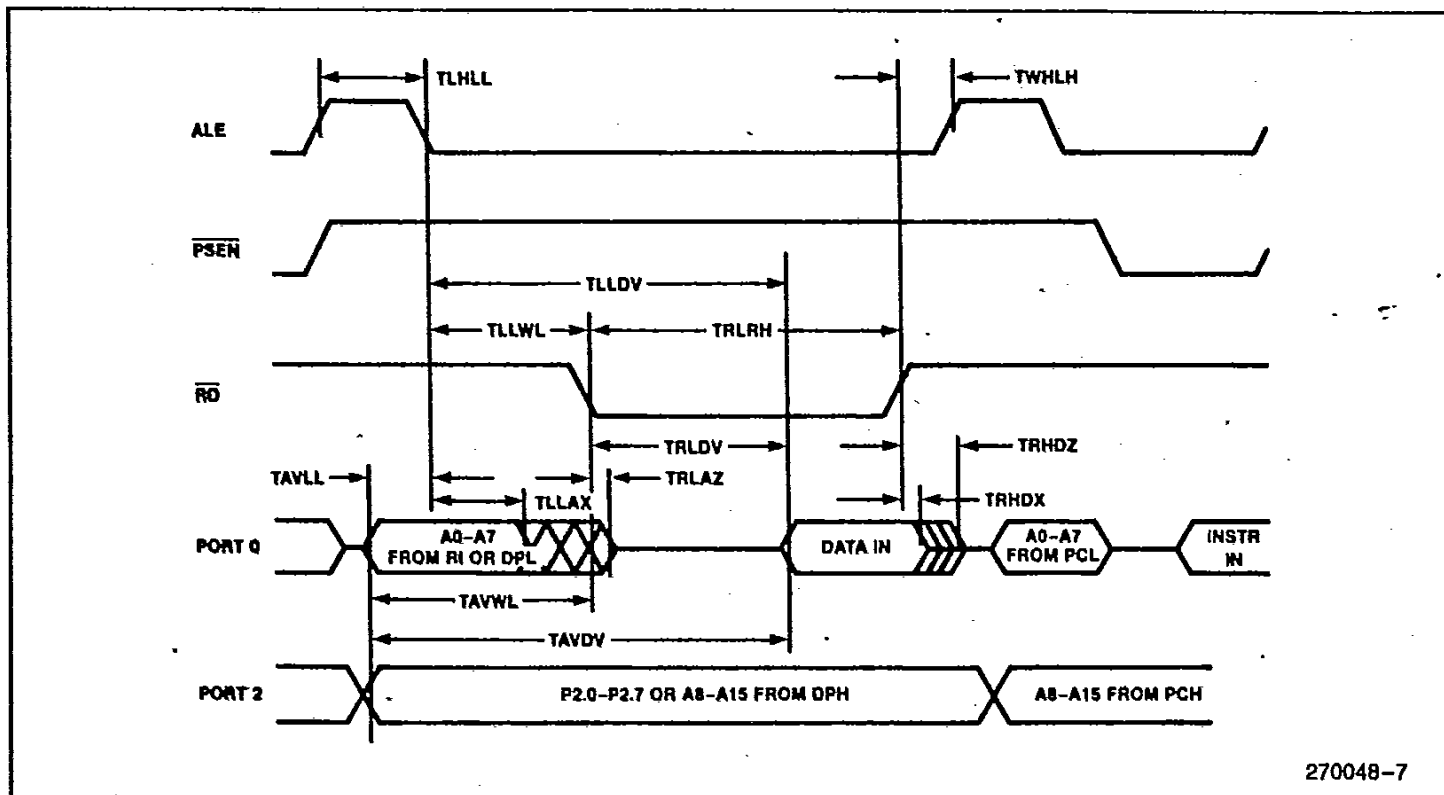 TLHLL
TWHLH
ALE
PSEN
TLLDV
TLLWL
TRLRH
RD
TRLDV
TRHDZ
TAVLL
TRLAZ
TLLAX
TRHDX
PORT 0
A0–A7
FROM RI OR DPL
DATA IN
A0–A7
FROM PCL
INSTR
IN
TAVWL
TAVDV
PORT 2
P2.0–P2.7 OR A8–A15 FROM DPH
A8–A15 FROM PCH
270048–7